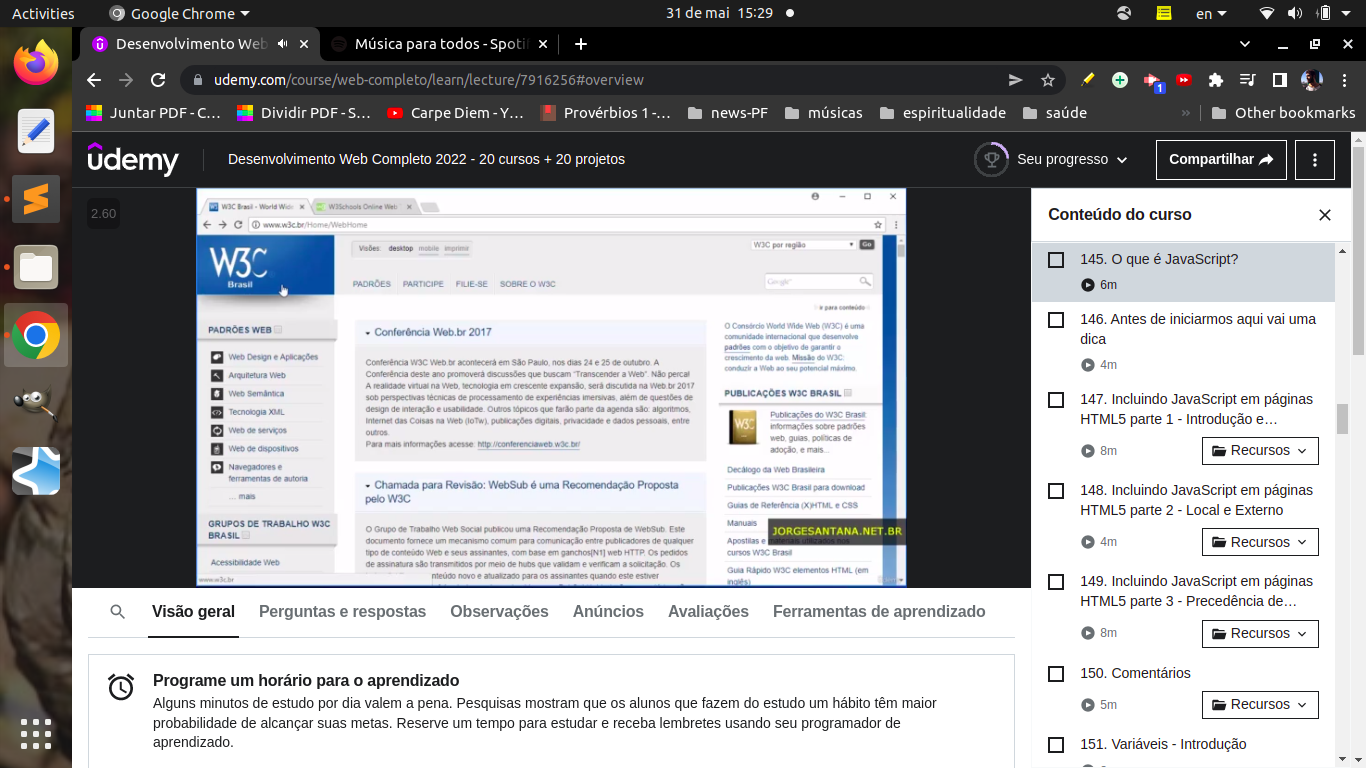 Activities
Google Chrome
31 de mai 15:29
en
Desenvolvimento Web
Música para todos - Spotif
udemy.com/course/web-completo/learn/lecture/7916256#overview
1
Juntar PDF - C…
Dividir PDF - S…
Carpe Diem - Y…
Provérbios 1 -…
news-PF
músicas
espiritualidade
saúde
»
Other bookmarks
udemy
Desenvolvimento Web Completo 2022 - 20 cursos + 20 projetos
Seu progresso
Compartilhar
2.60
W3C Brasil - World Wide
W3Schools Online Web
www.w3c.br/Home/WebHome
W3C
Brasil
Visões: desktop mobile imprimir
W3C por região
Go
PADRÕES PARTICIPE FILIE-SE SOBRE O W3C
Google
ir para conteúdo
PADRÕES WEB
Web Design e Aplicações
Arquitetura Web
Web Semântica
Tecnologia XML
Web de serviços
Web de dispositivos
Navegadores e
ferramentas de autoria
... mais
GRUPOS DE TRABALHO W3C
BRASIL
Acessibilidade Web
www.w3c.br
Conferência Web.br 2017
Conferência W3C Web.br acontecerá em São Paulo, nos dias 24 e 25 de outubro. A
Conferência deste ano promoverá discussões que buscam “Transcender a Web”. Não perca!
A realidade virtual na Web, tecnologia em crescente expansão, será discutida na Web.br 2017
sob perspectivas técnicas de processamento de experiências imersivas, além de questões de
design de interação e usabilidade. Outros tópicos que farão parte da agenda são: algoritmos,
Internet das Coisas na Web (IoTw), publicações digitais, privacidade e dados pessoais, entre
outros.
Para mais informações acesse: http://conferenciaweb.w3c.br/
Chamada para Revisão: WebSub é uma Recomendação Proposta
pelo W3C
O Grupo de Trabalho Web Social publicou uma Recomendação Proposta de WebSub. Este
documento fornece um mecanismo comum para comunicação entre publicadores de qualquer
tipo de conteúdo Web e seus assinantes, com base em ganchos[N1] web HTTP. Os pedidos
de assinatura são transmitidos por meio de hubs que validam e verificam a solicitação. Os
conteúdo novo e atualizado para os assinantes quando este estiver
O Consórcio World Wide Web (W3C) é uma
comunidade internacional que desenvolve
padrões com o objetivo de garantir o
crescimento da web. Missão do W3C:
conduzir a Web ao seu potencial máximo.
PUBLICAÇÕES W3C BRASIL
W3C
Publicações do W3C Brasil:
informações sobre padrões
web, guias, políticas de
adoção, e mais...
Decálogo da Web Brasileira
Publicações W3C Brasil para download
Guias de Referência (X)HTML e CSS
Manuais
Apostilas e materiais utilizados nos
cursos W3C Brasil
Guia Rápido W3C elementos HTML (em
inglês)
JORGESANTANA.NET.BR
Visão geral
Perguntas e respostas
Observações
Anúncios
Avaliações
Ferramentas de aprendizado
Programe um horário para o aprendizado
Alguns minutos de estudo por dia valem a pena. Pesquisas mostram que os alunos que fazem do estudo um hábito têm maior
probabilidade de alcançar suas metas. Reserve um tempo para estudar e receba lembretes usando seu programador de
aprendizado.
Conteúdo do curso
145. O que é JavaScript?
6m
146. Antes de iniciarmos aqui vai uma
dica
4m
147. Incluindo JavaScript em páginas
HTML5 parte 1 - Introdução e…
8m
Recursos
148. Incluindo JavaScript em páginas
HTML5 parte 2 - Local e Externo
4m
Recursos
149. Incluindo JavaScript em páginas
HTML5 parte 3 - Precedência de…
8m
Recursos
150. Comentários
5m
Recursos
151. Variáveis - Introdução